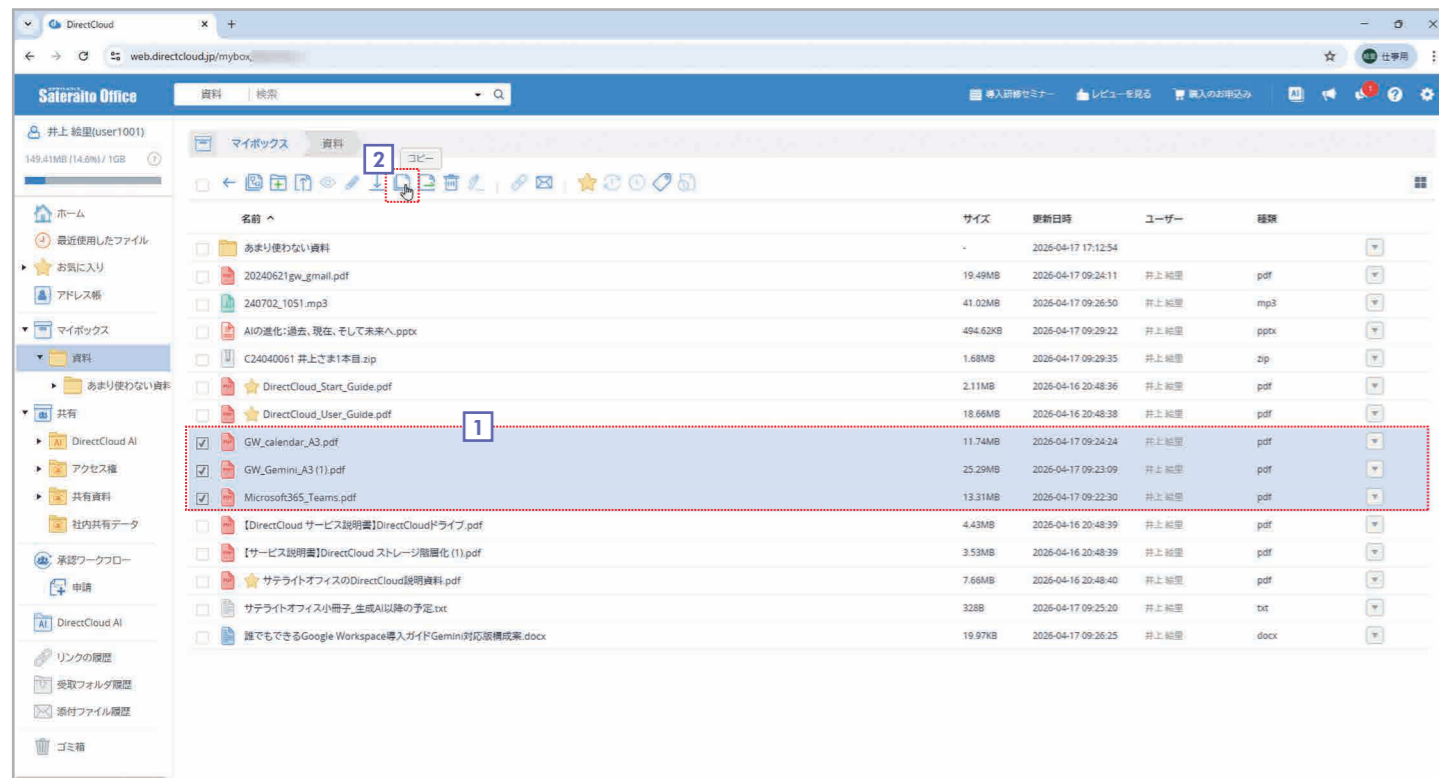 DirectCloud
web.directcloud.jp/mybox,
仕事用
Sateraito Office
資料 検索
導入研修セミナー レビューを見る 購入のお申込み AI 1
井上 絵里(user1001)
149.41MB (14.6%) / 1GB
マイボックス 資料
2 コピー
ホーム
最近使用したファイル
お気に入り
アドレス帳
マイボックス
資料
あまり使わない資料
共有
DirectCloud AI
アクセス権
共有資料
社内共有データ
承認ワークフロー
申請
DirectCloud AI
リンクの履歴
受取フォルダ履歴
添付ファイル履歴
ゴミ箱
名前 サイズ 更新日時 ユーザー 種類
あまり使わない資料 - 2026-04-17 17:12:54
20240621gw_gmail.pdf 19.49MB 2026-04-17 09:24:11 井上 絵里 pdf
240702_1051.mp3 41.02MB 2026-04-17 09:26:50 井上 絵里 mp3
AIの進化：過去、現在、そして未来へ.pptx 494.62KB 2026-04-17 09:29:22 井上 絵里 pptx
C24040061 井上さま1本目.zip 1.68MB 2026-04-17 09:29:35 井上 絵里 zip
DirectCloud_Start_Guide.pdf 2.11MB 2026-04-16 20:48:36 井上 絵里 pdf
DirectCloud_User_Guide.pdf 18.66MB 2026-04-16 20:48:38 井上 絵里 pdf
1
GW_calendar_A3.pdf 11.74MB 2026-04-17 09:24:24 井上 絵里 pdf
GW_Gemini_A3 (1).pdf 25.29MB 2026-04-17 09:23:09 井上 絵里 pdf
Microsoft365_Teams.pdf 13.31MB 2026-04-17 09:22:30 井上 絵里 pdf
【DirectCloud サービス説明書】DirectCloudドライブ.pdf 4.43MB 2026-04-16 20:48:39 井上 絵里 pdf
【サービス説明書】DirectCloud ストレージ階層化 (1).pdf 3.53MB 2026-04-16 20:48:39 井上 絵里 pdf
サテライトオフィスのDirectCloud説明資料.pdf 7.66MB 2026-04-16 20:48:40 井上 絵里 pdf
サテライトオフィス小冊子_生成AI以降の予定.txt 328B 2026-04-17 09:25:20 井上 絵里 txt
誰でもできるGoogle Workspace導入ガイドGemini対応版構成案.docx 19.97KB 2026-04-17 09:26:25 井上 絵里 docx